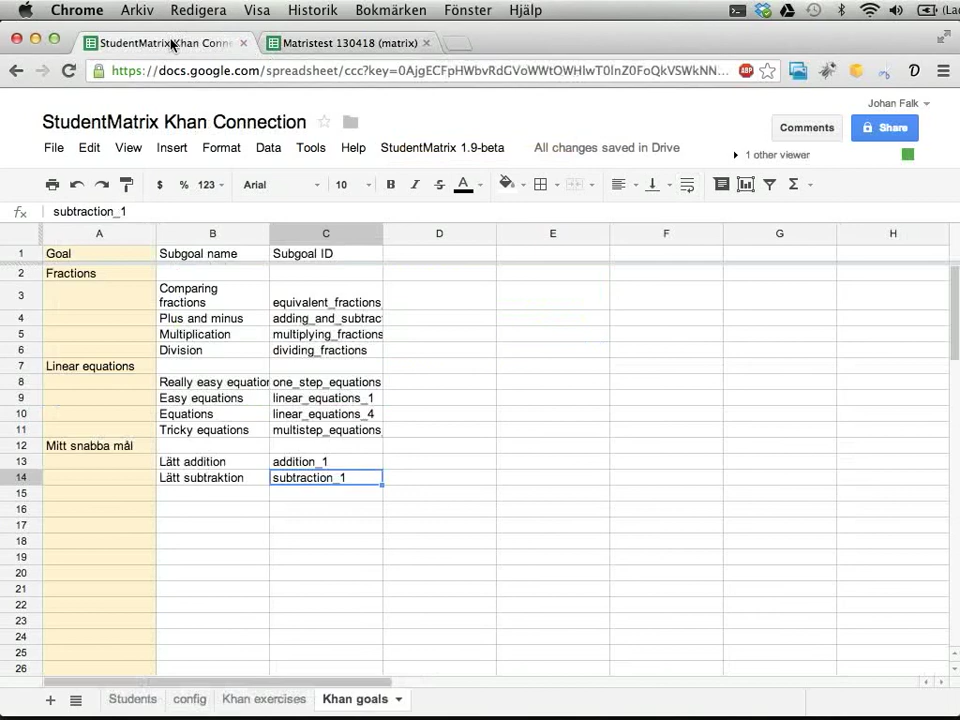 Chrome Arkiv Redigera Visa Historik Bokmärken Fönster Hjälp
StudentMatrix Khan Conne Matristest 130418 (matrix)
https://docs.google.com/spreadsheet/ccc?key=0AjgECFpHWbvRdGVoWWtOWHlwT0lnZ0FoQkVSWkNN...
Johan Falk
StudentMatrix Khan Connection Comments Share
File Edit View Insert Format Data Tools Help StudentMatrix 1.9-beta All changes saved in Drive 1 other viewer
$ % 123 Arial 10 B I S A Σ
fx subtraction_1
A B C D E F G H
1 Goal Subgoal name Subgoal ID
2 Fractions
Comparing
3 fractions equivalent_fractions_
4 Plus and minus adding_and_subtrac
5 Multiplication multiplying_fractions
6 Division dividing_fractions
7 Linear equations
8 Really easy equation one_step_equations
9 Easy equations linear_equations_1
10 Equations linear_equations_4
11 Tricky equations multistep_equations_
12 Mitt snabba mål
13 Lätt addition addition_1
14 Lätt subtraktion subtraction_1
15
16
17
18
19
20
21
22
23
24
25
26
Students config Khan exercises Khan goals